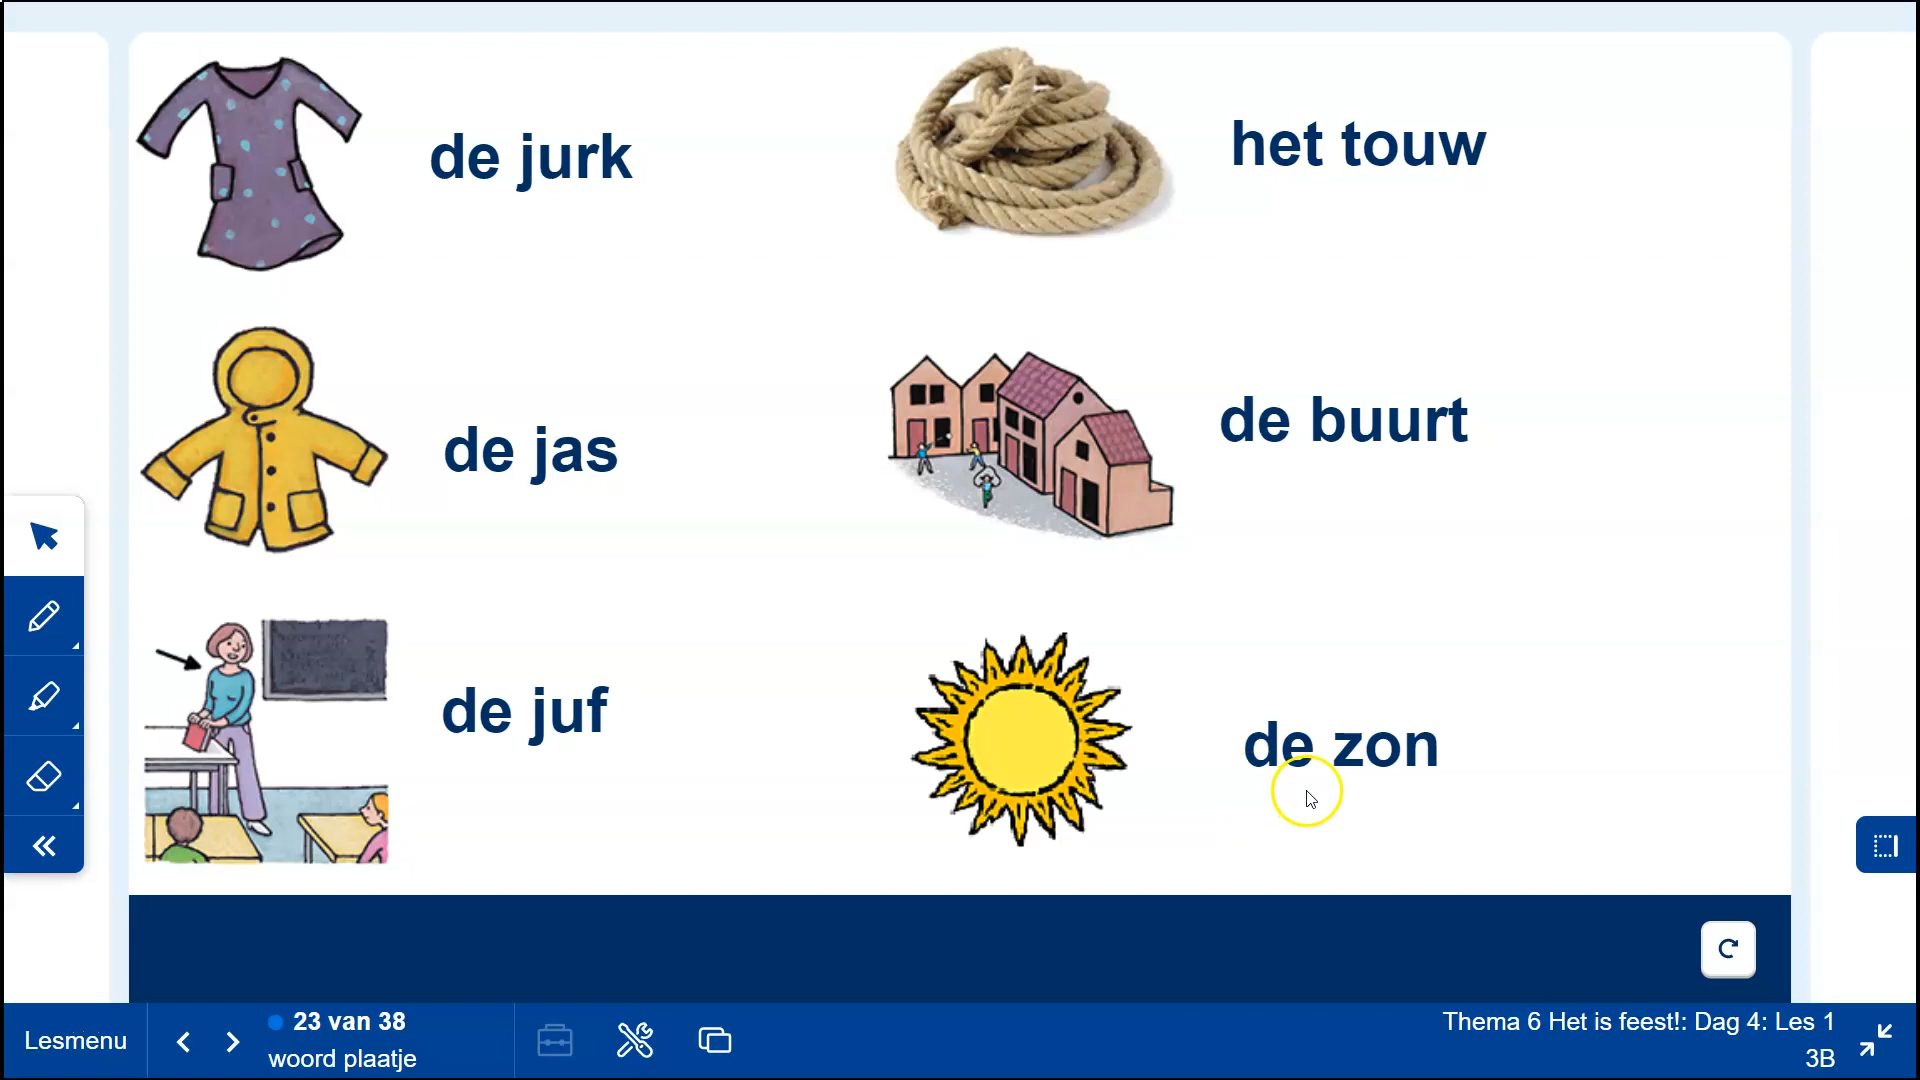 de jurk
het touw
de jas
de buurt
de juf
de zon
Lesmenu
23 van 38
woord plaatje
Thema 6 Het is feest!: Dag 4: Les 1
3B